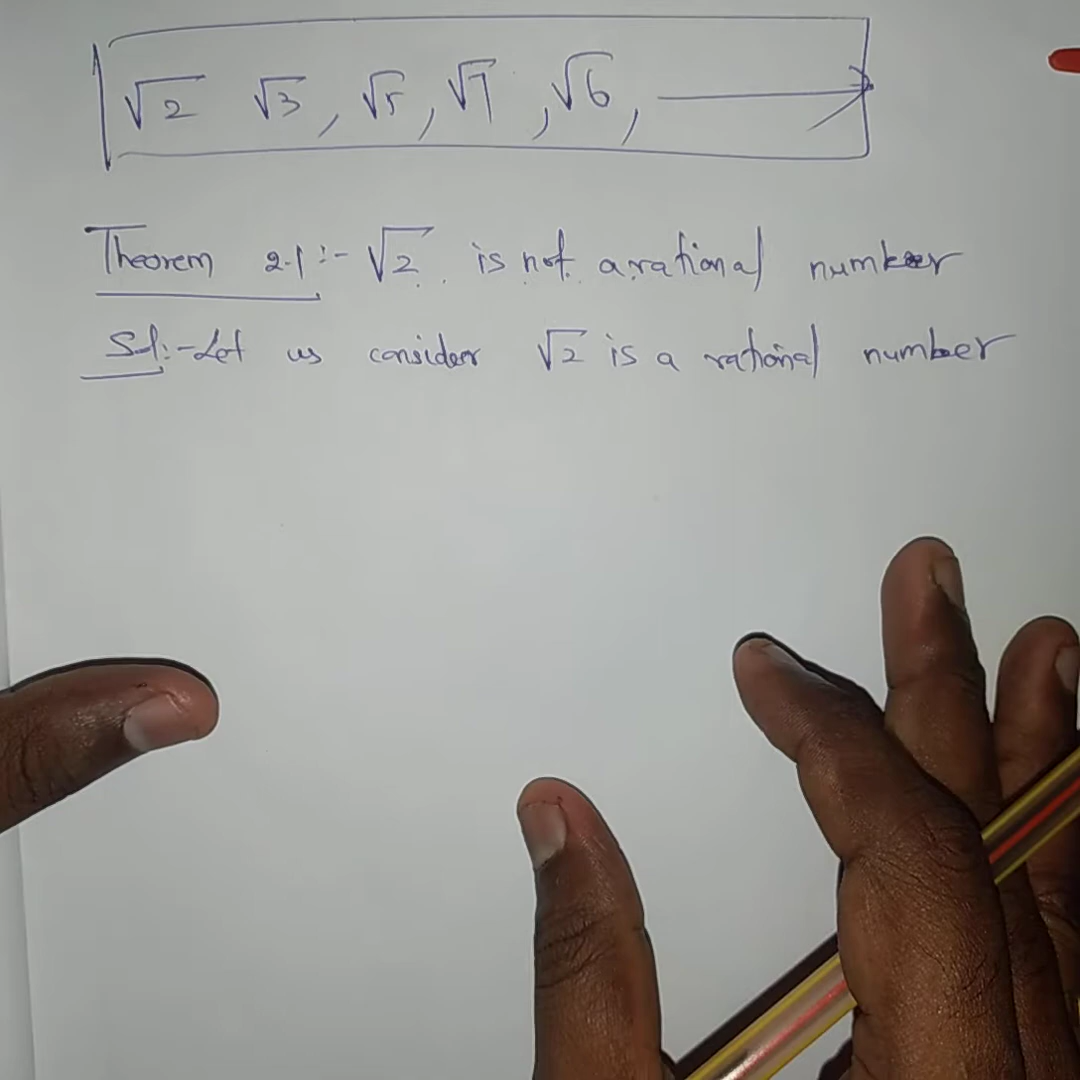 √2 √3, √5, √7, √6, ⟶
Theorem 2.1:- √2 is not a rational number
Sol:- Let us consider √2 is a rational number